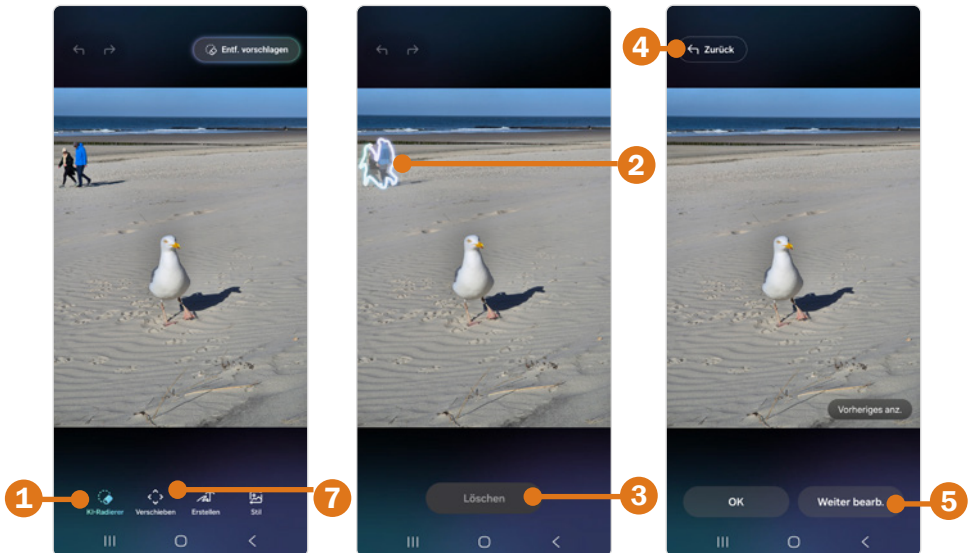 Entf. vorschlagen
4
Zurück
2
Vorheriges anz.
1
KI-Radierer
Verschieben
Erstellen
Stil
7
Löschen
3
OK
Weiter bearb.
5